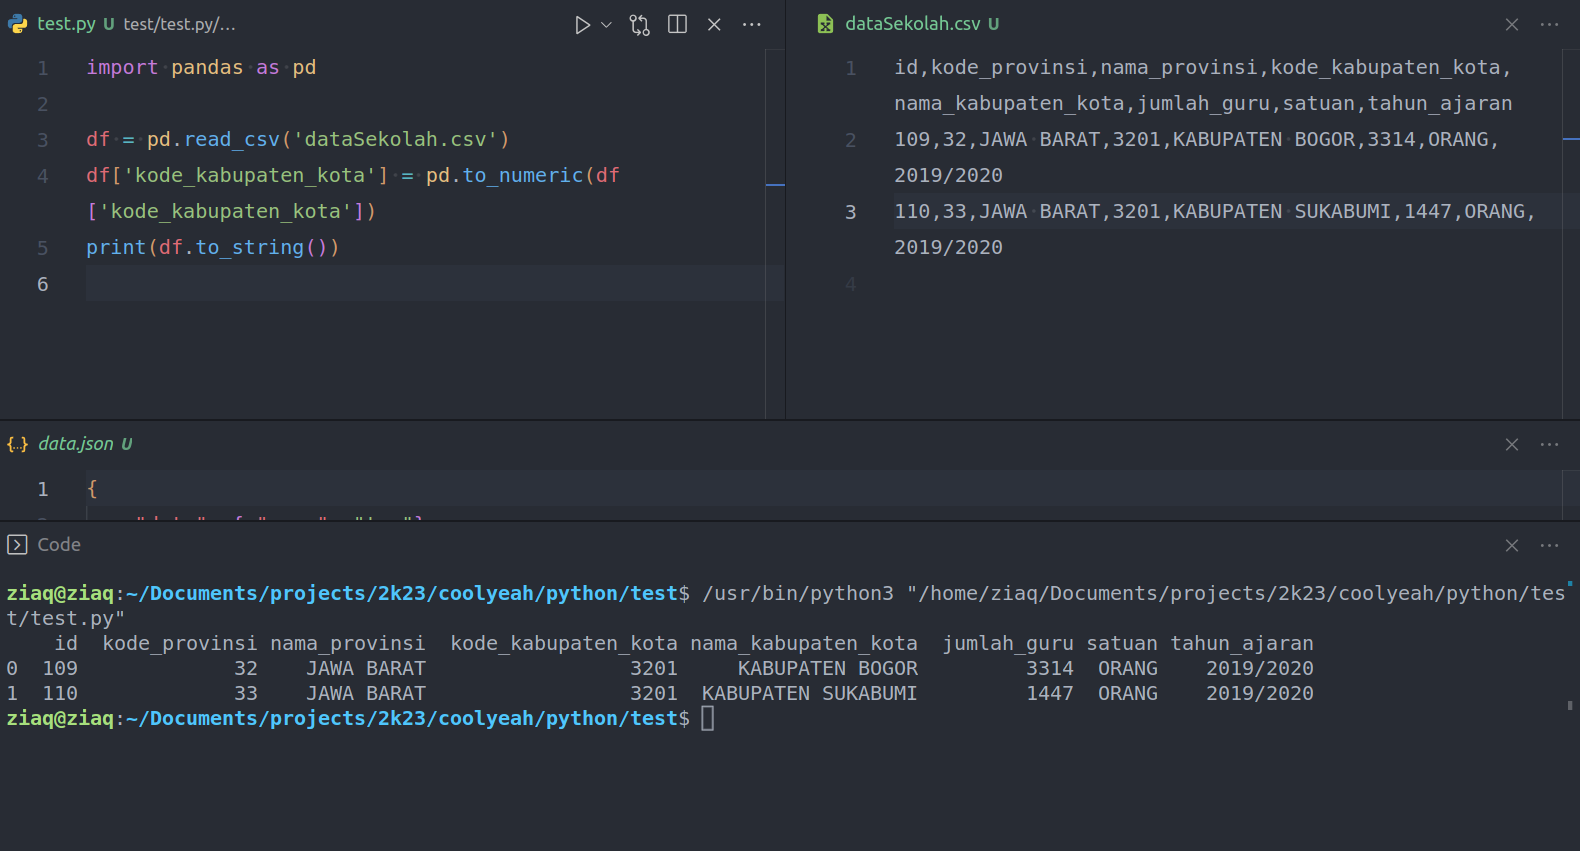 test.py U test/test.py/...
1 import pandas as pd
2
3 df = pd.read_csv('dataSekolah.csv')
4 df['kode_kabupaten_kota'] = pd.to_numeric(df
['kode_kabupaten_kota'])
5 print(df.to_string())
6
dataSekolah.csv U
1 id,kode_provinsi,nama_provinsi,kode_kabupaten_kota,
nama_kabupaten_kota,jumlah_guru,satuan,tahun_ajaran
2 109,32,JAWA BARAT,3201,KABUPATEN BOGOR,3314,ORANG,
2019/2020
3 110,33,JAWA BARAT,3201,KABUPATEN SUKABUMI,1447,ORANG,
2019/2020
4
{..} data.json U
1 {
Code
ziaq@ziaq:~/Documents/projects/2k23/coolyeah/python/test$ /usr/bin/python3 "/home/ziaq/Documents/projects/2k23/coolyeah/python/tes
t/test.py"
id kode_provinsi nama_provinsi kode_kabupaten_kota nama_kabupaten_kota jumlah_guru satuan tahun_ajaran
0 109 32 JAWA BARAT 3201 KABUPATEN BOGOR 3314 ORANG 2019/2020
1 110 33 JAWA BARAT 3201 KABUPATEN SUKABUMI 1447 ORANG 2019/2020
ziaq@ziaq:~/Documents/projects/2k23/coolyeah/python/test$